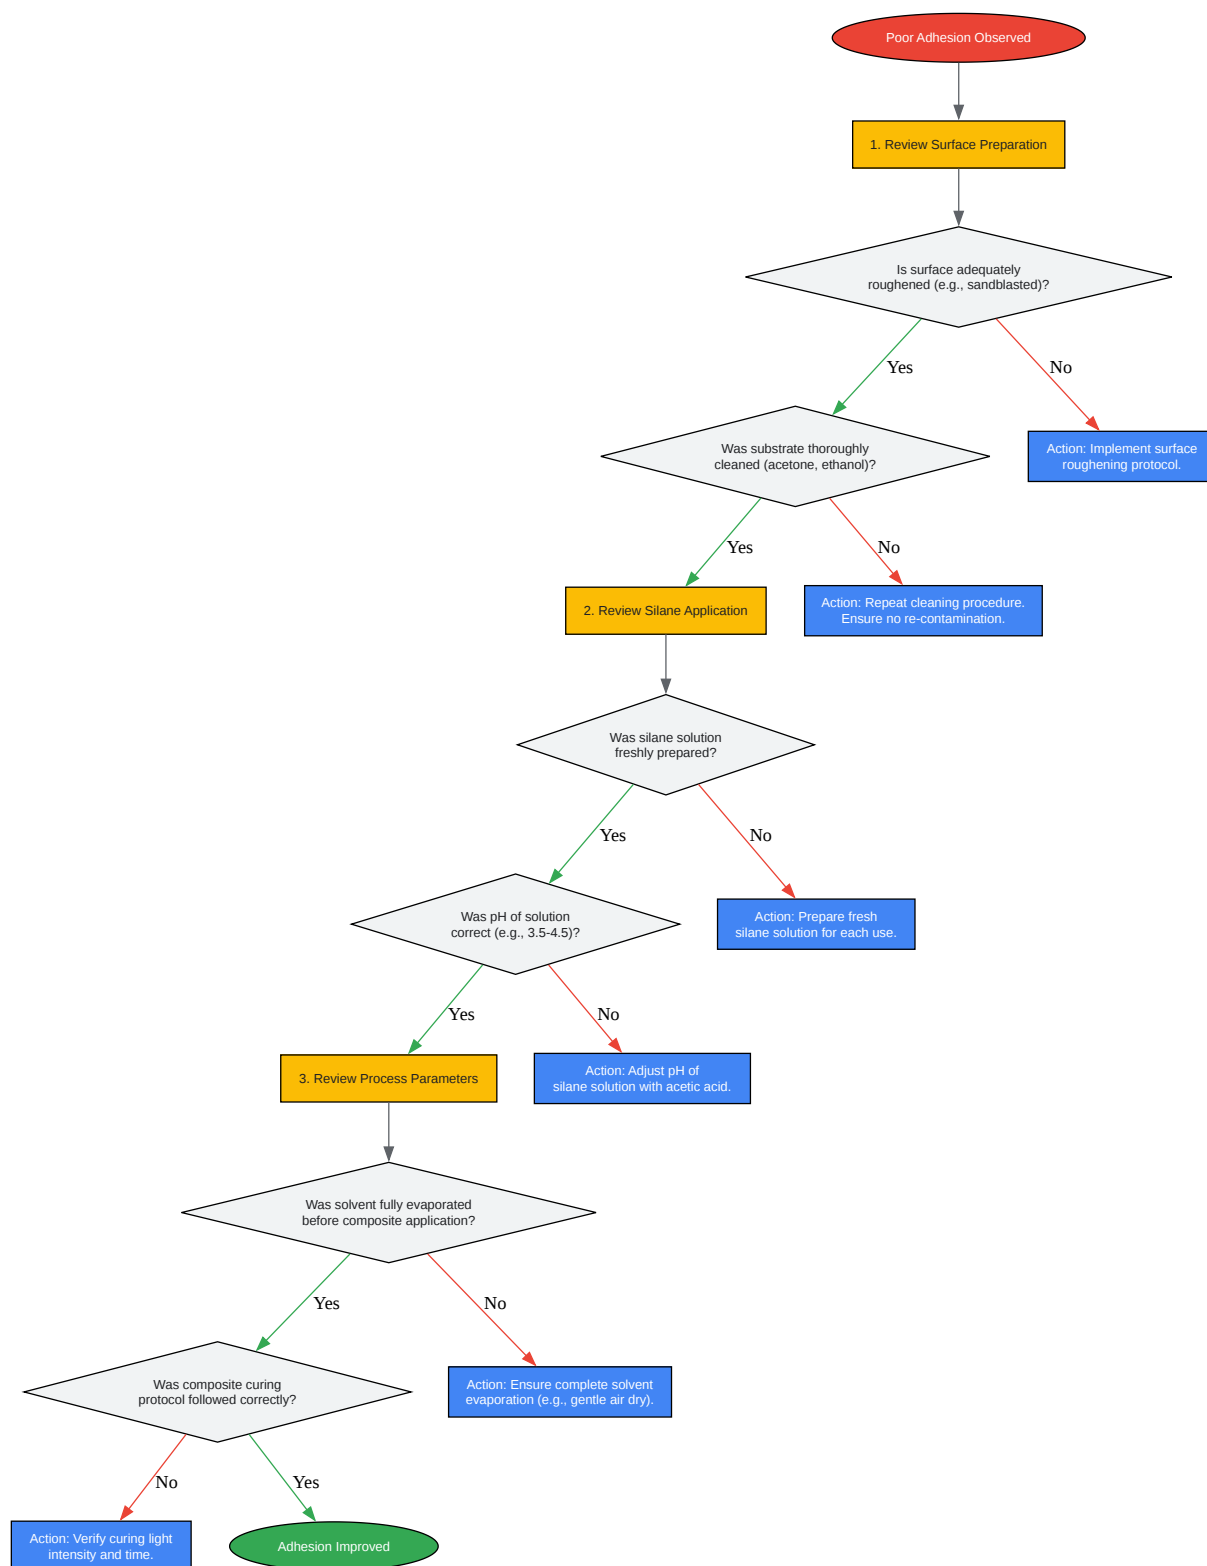 Poor Adhesion Observed
1. Review Surface Preparation
Is surface adequately
roughened (e.g., sandblasted)?
Yes
No
Was substrate thoroughly
cleaned (acetone, ethanol)?
Action: Implement surface
roughening protocol.
Yes
No
2. Review Silane Application
Action: Repeat cleaning procedure.
Ensure no re-contamination.
Was silane solution
freshly prepared?
Yes
No
Was pH of solution
correct (e.g., 3.5-4.5)?
Action: Prepare fresh
silane solution for each use.
Yes
No
3. Review Process Parameters
Action: Adjust pH of
silane solution with acetic acid.
Was solvent fully evaporated
before composite application?
Yes
No
Was composite curing
protocol followed correctly?
Action: Ensure complete solvent
evaporation (e.g., gentle air dry).
No
Yes
Action: Verify curing light
intensity and time.
Adhesion Improved